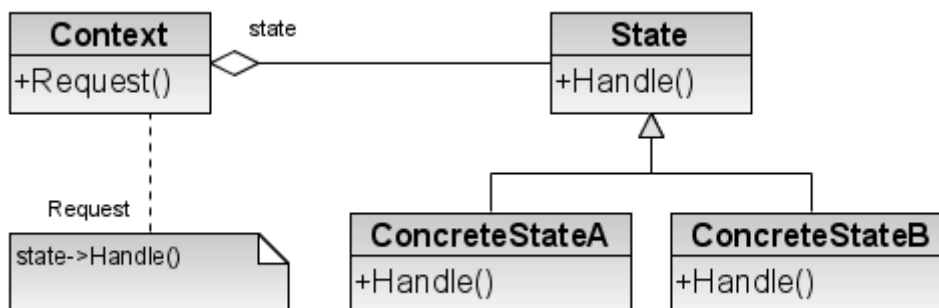 Context
state
State
+Request()
+Handle()
Request
state->Handle()
ConcreteStateA
ConcreteStateB
+Handle()
+Handle()